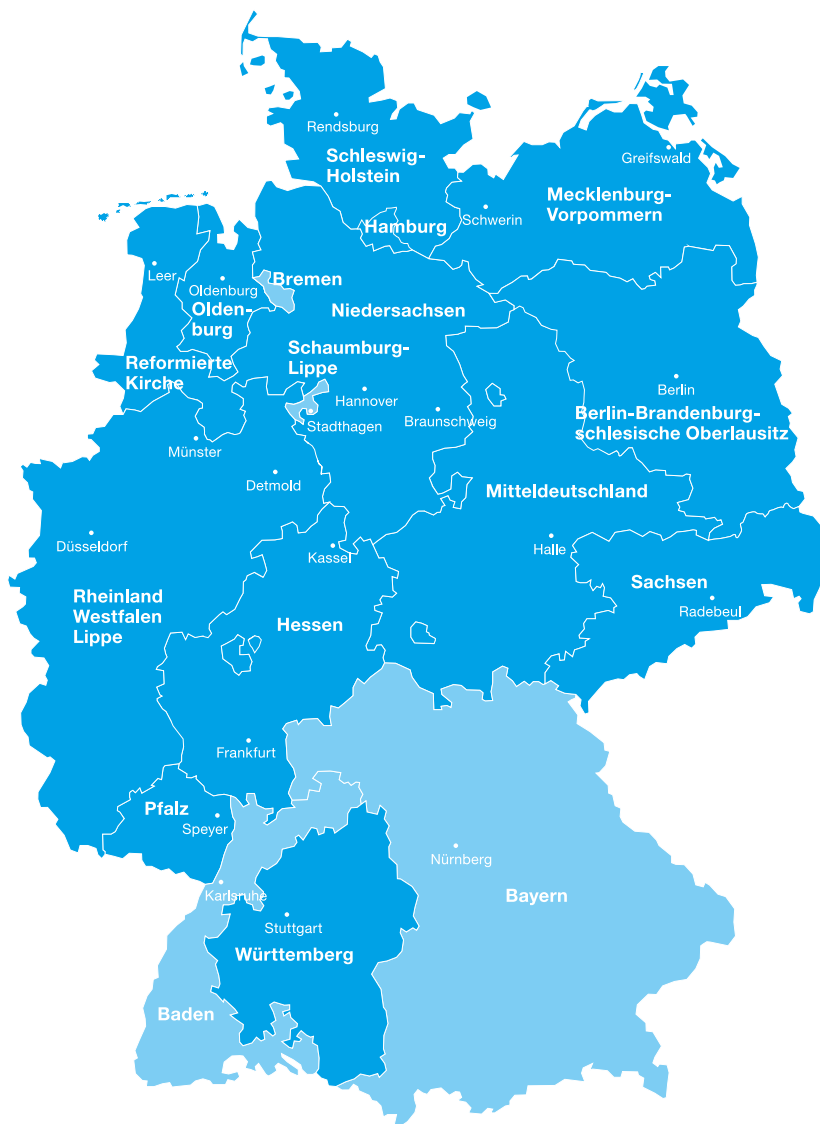 Rendsburg
Schleswig-
Holstein
Greifswald
Mecklenburg-
Vorpommern
Schwerin
Hamburg
Leer
Bremen
Oldenburg
Olden-
burg
Niedersachsen
Schaumburg-
Lippe
Reformierte
Kirche
Hannover
Berlin
Stadthagen
Braunschweig
Berlin-Brandenburg-
schlesische Oberlausitz
Münster
Detmold
Mitteldeutschland
Düsseldorf
Kassel
Halle
Sachsen
Radebeul
Rheinland
Westfalen
Lippe
Hessen
Frankfurt
Pfalz
Speyer
Nürnberg
Karlsruhe
Bayern
Stuttgart
Württemberg
Baden